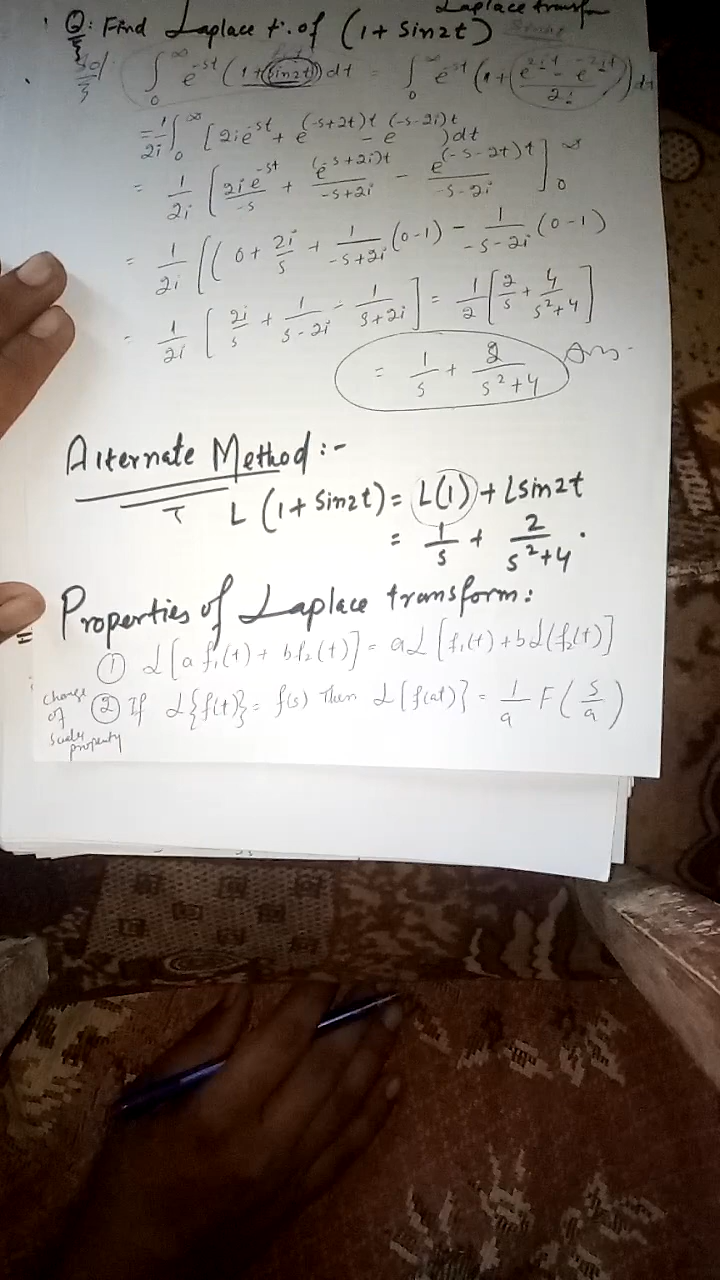 Laplace transfo
Q: Find Laplace t. of (1 + Sin2t)
Sol ∫₀^∞ e^-st (1 + sin2t) dt = ∫₀^∞ e^-st (1 + (e^2it - e^-2it)/2i) dt
= 1/2i ∫₀^∞ [2ie^-st + e^(-s+2i)t - e^(-s-2i)t) dt
= 1/2i [2ie^-st/-s + e^(-s+2i)t/-s+2i - e^(-s-2i)t/-s-2i]₀^∞
= 1/2i [(0 + 2i/s + 1/-s+2i (0-1) - 1/-s-2i (0-1)
= 1/2i [2i/s + 1/s-2i - 1/s+2i] = 1/2 [2/s + 4/s²+4]
= 1/s + 2/s²+4 Ans.
Alternate Method :-
L (1 + Sin2t) = L(1) + L sin2t
= 1/s + 2/s²+4 .
Properties of Laplace transform:
① L[a f₁(t) + bf₂(t)] = aL[f₁(t) + bL(f₂(t)]
change of scale property
② If L{f(t)} = f(s) Then L[f(at)} = 1/a F(s/a)